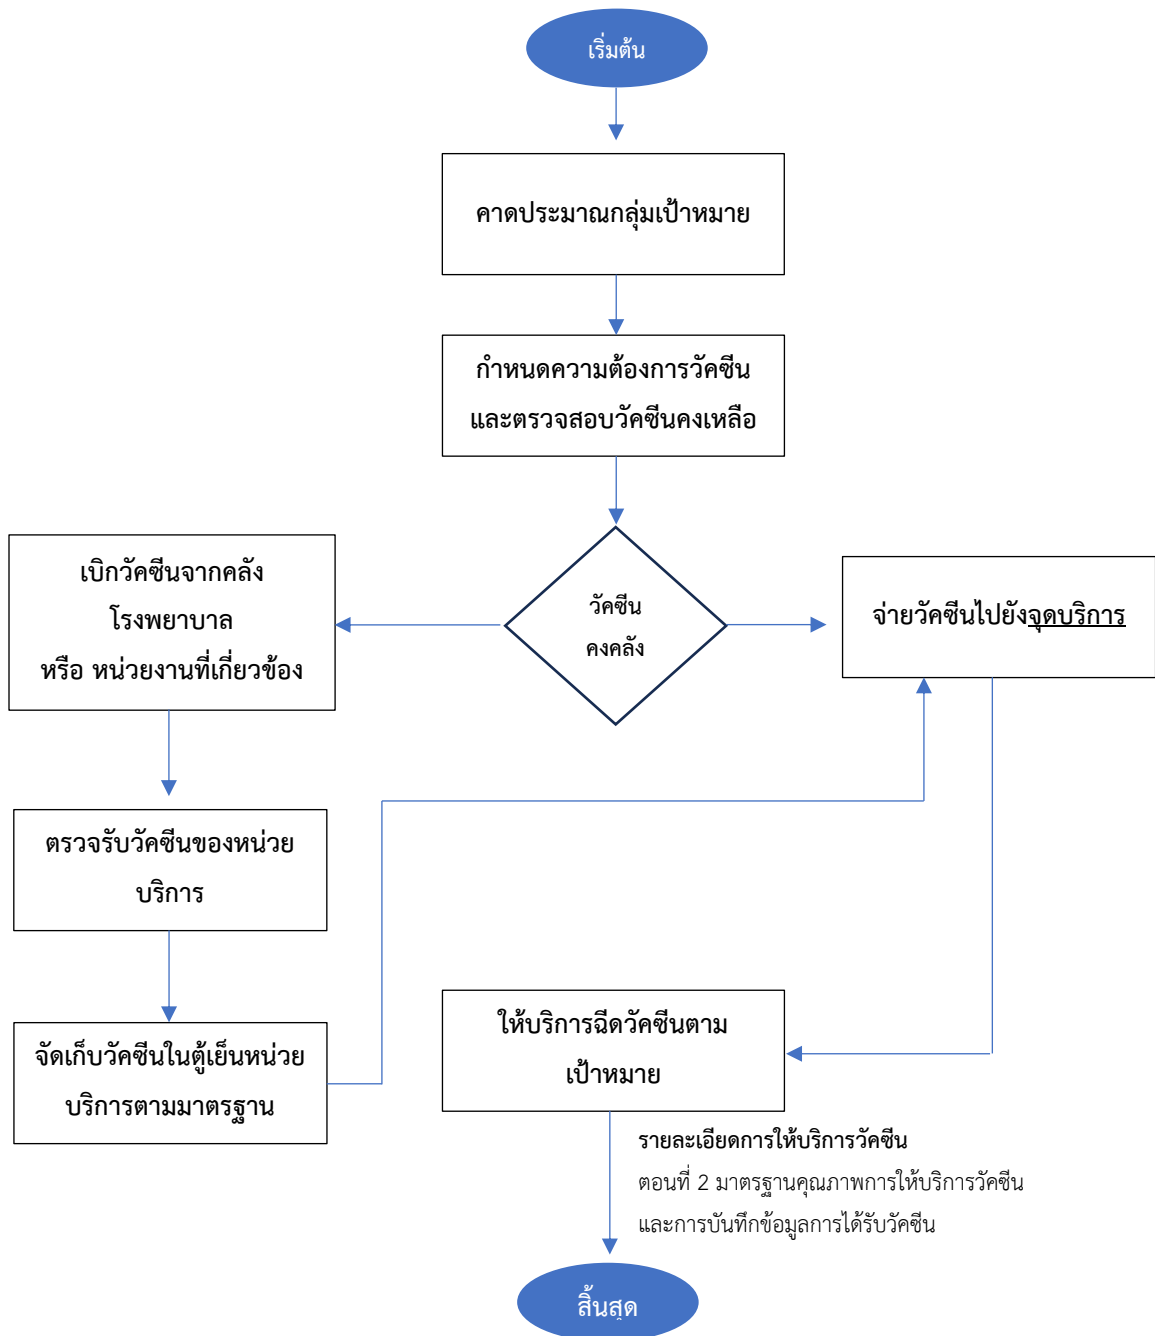 เริ่มต้น
คาดประมาณกลุ่มเป้าหมาย
กำหนดความต้องการวัคซีน
และตรวจสอบวัคซีนคงเหลือ
วัคซีน
คงคลัง
เบิกวัคซีนจากคลัง
โรงพยาบาล
หรือ หน่วยงานที่เกี่ยวข้อง
จ่ายวัคซีนไปยังจุดบริการ
ตรวจรับวัคซีนของหน่วย
บริการ
จัดเก็บวัคซีนในตู้เย็นหน่วย
บริการตามมาตรฐาน
ให้บริการฉีดวัคซีนตาม
เป้าหมาย
รายละเอียดการให้บริการวัคซีน
ตอนที่ 2 มาตรฐานคุณภาพการให้บริการวัคซีน
และการบันทึกข้อมูลการได้รับวัคซีน
สิ้นสุด